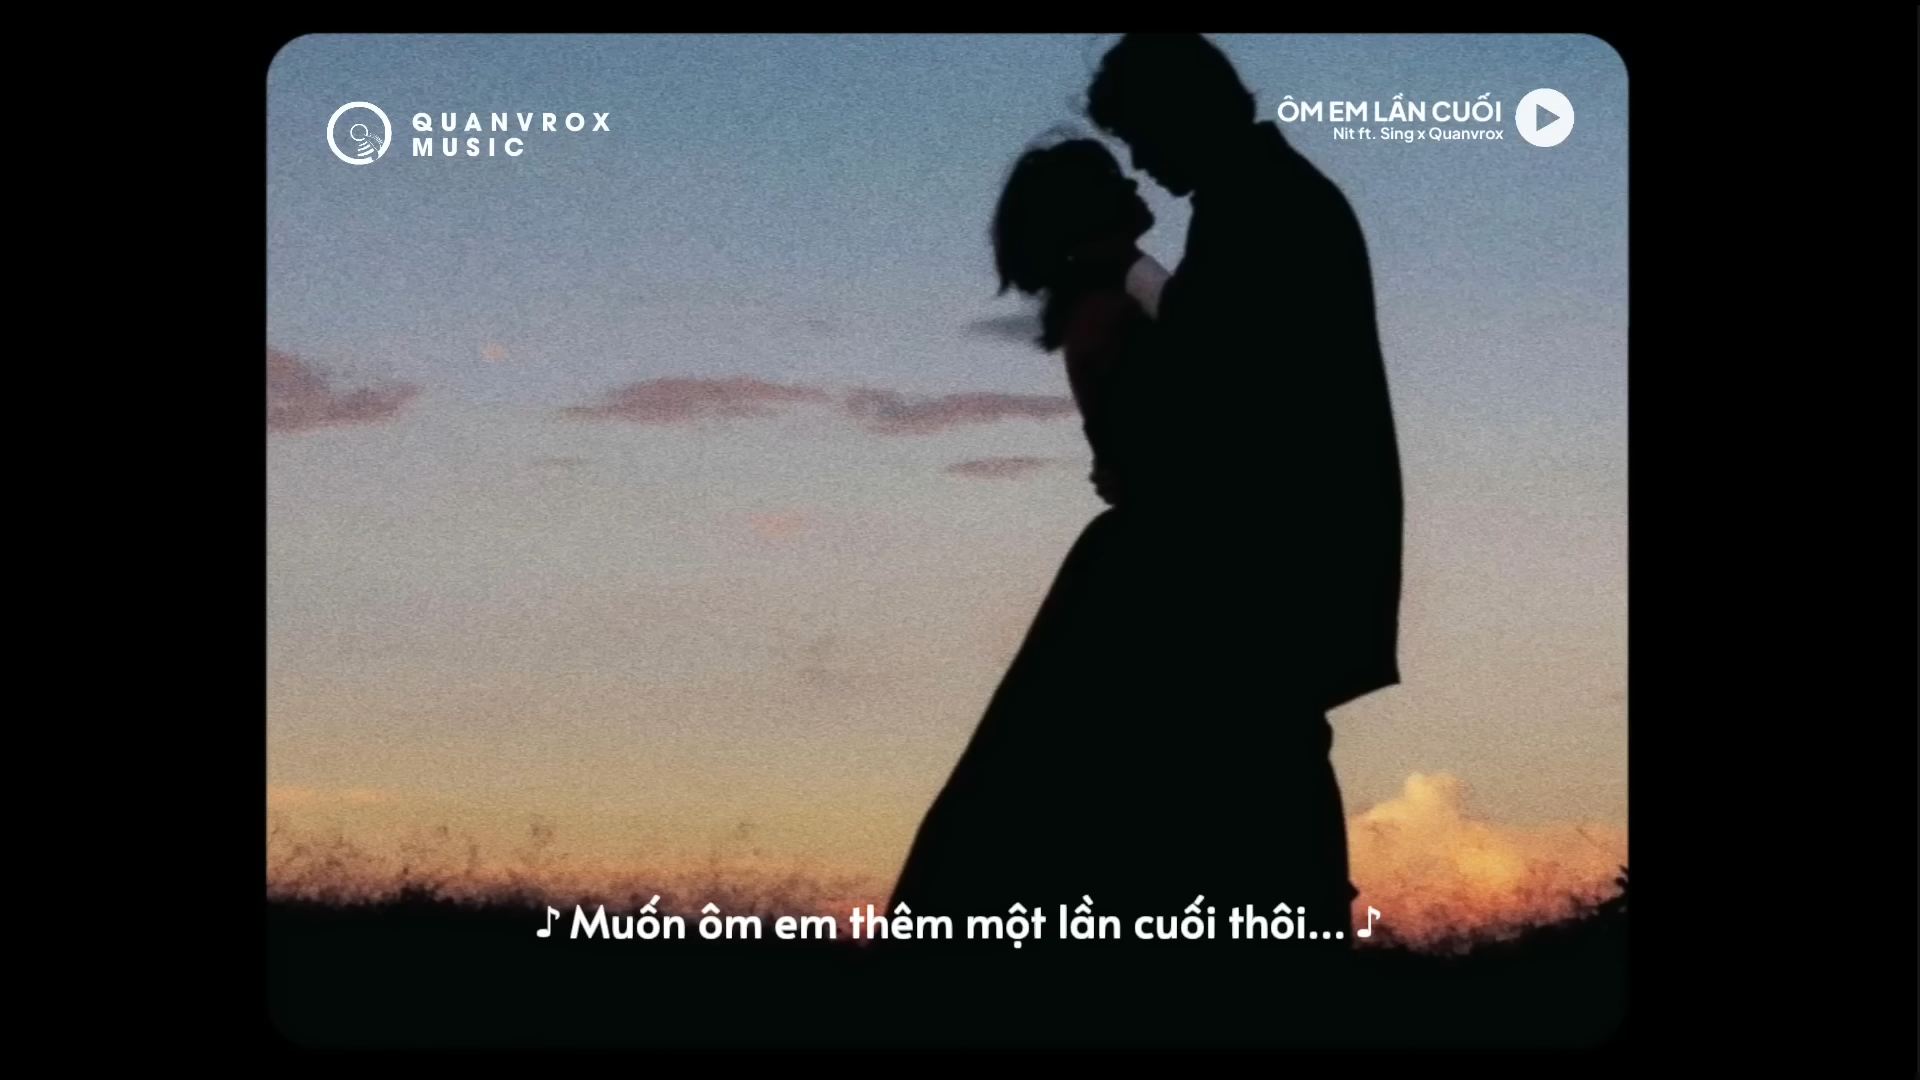 QUANVROX
MUSIC
ÔM EM LẦN CUỐI
Nit ft. Sing x Quanvrox
♪ Muốn ôm em thêm một lần cuối thôi... ♪